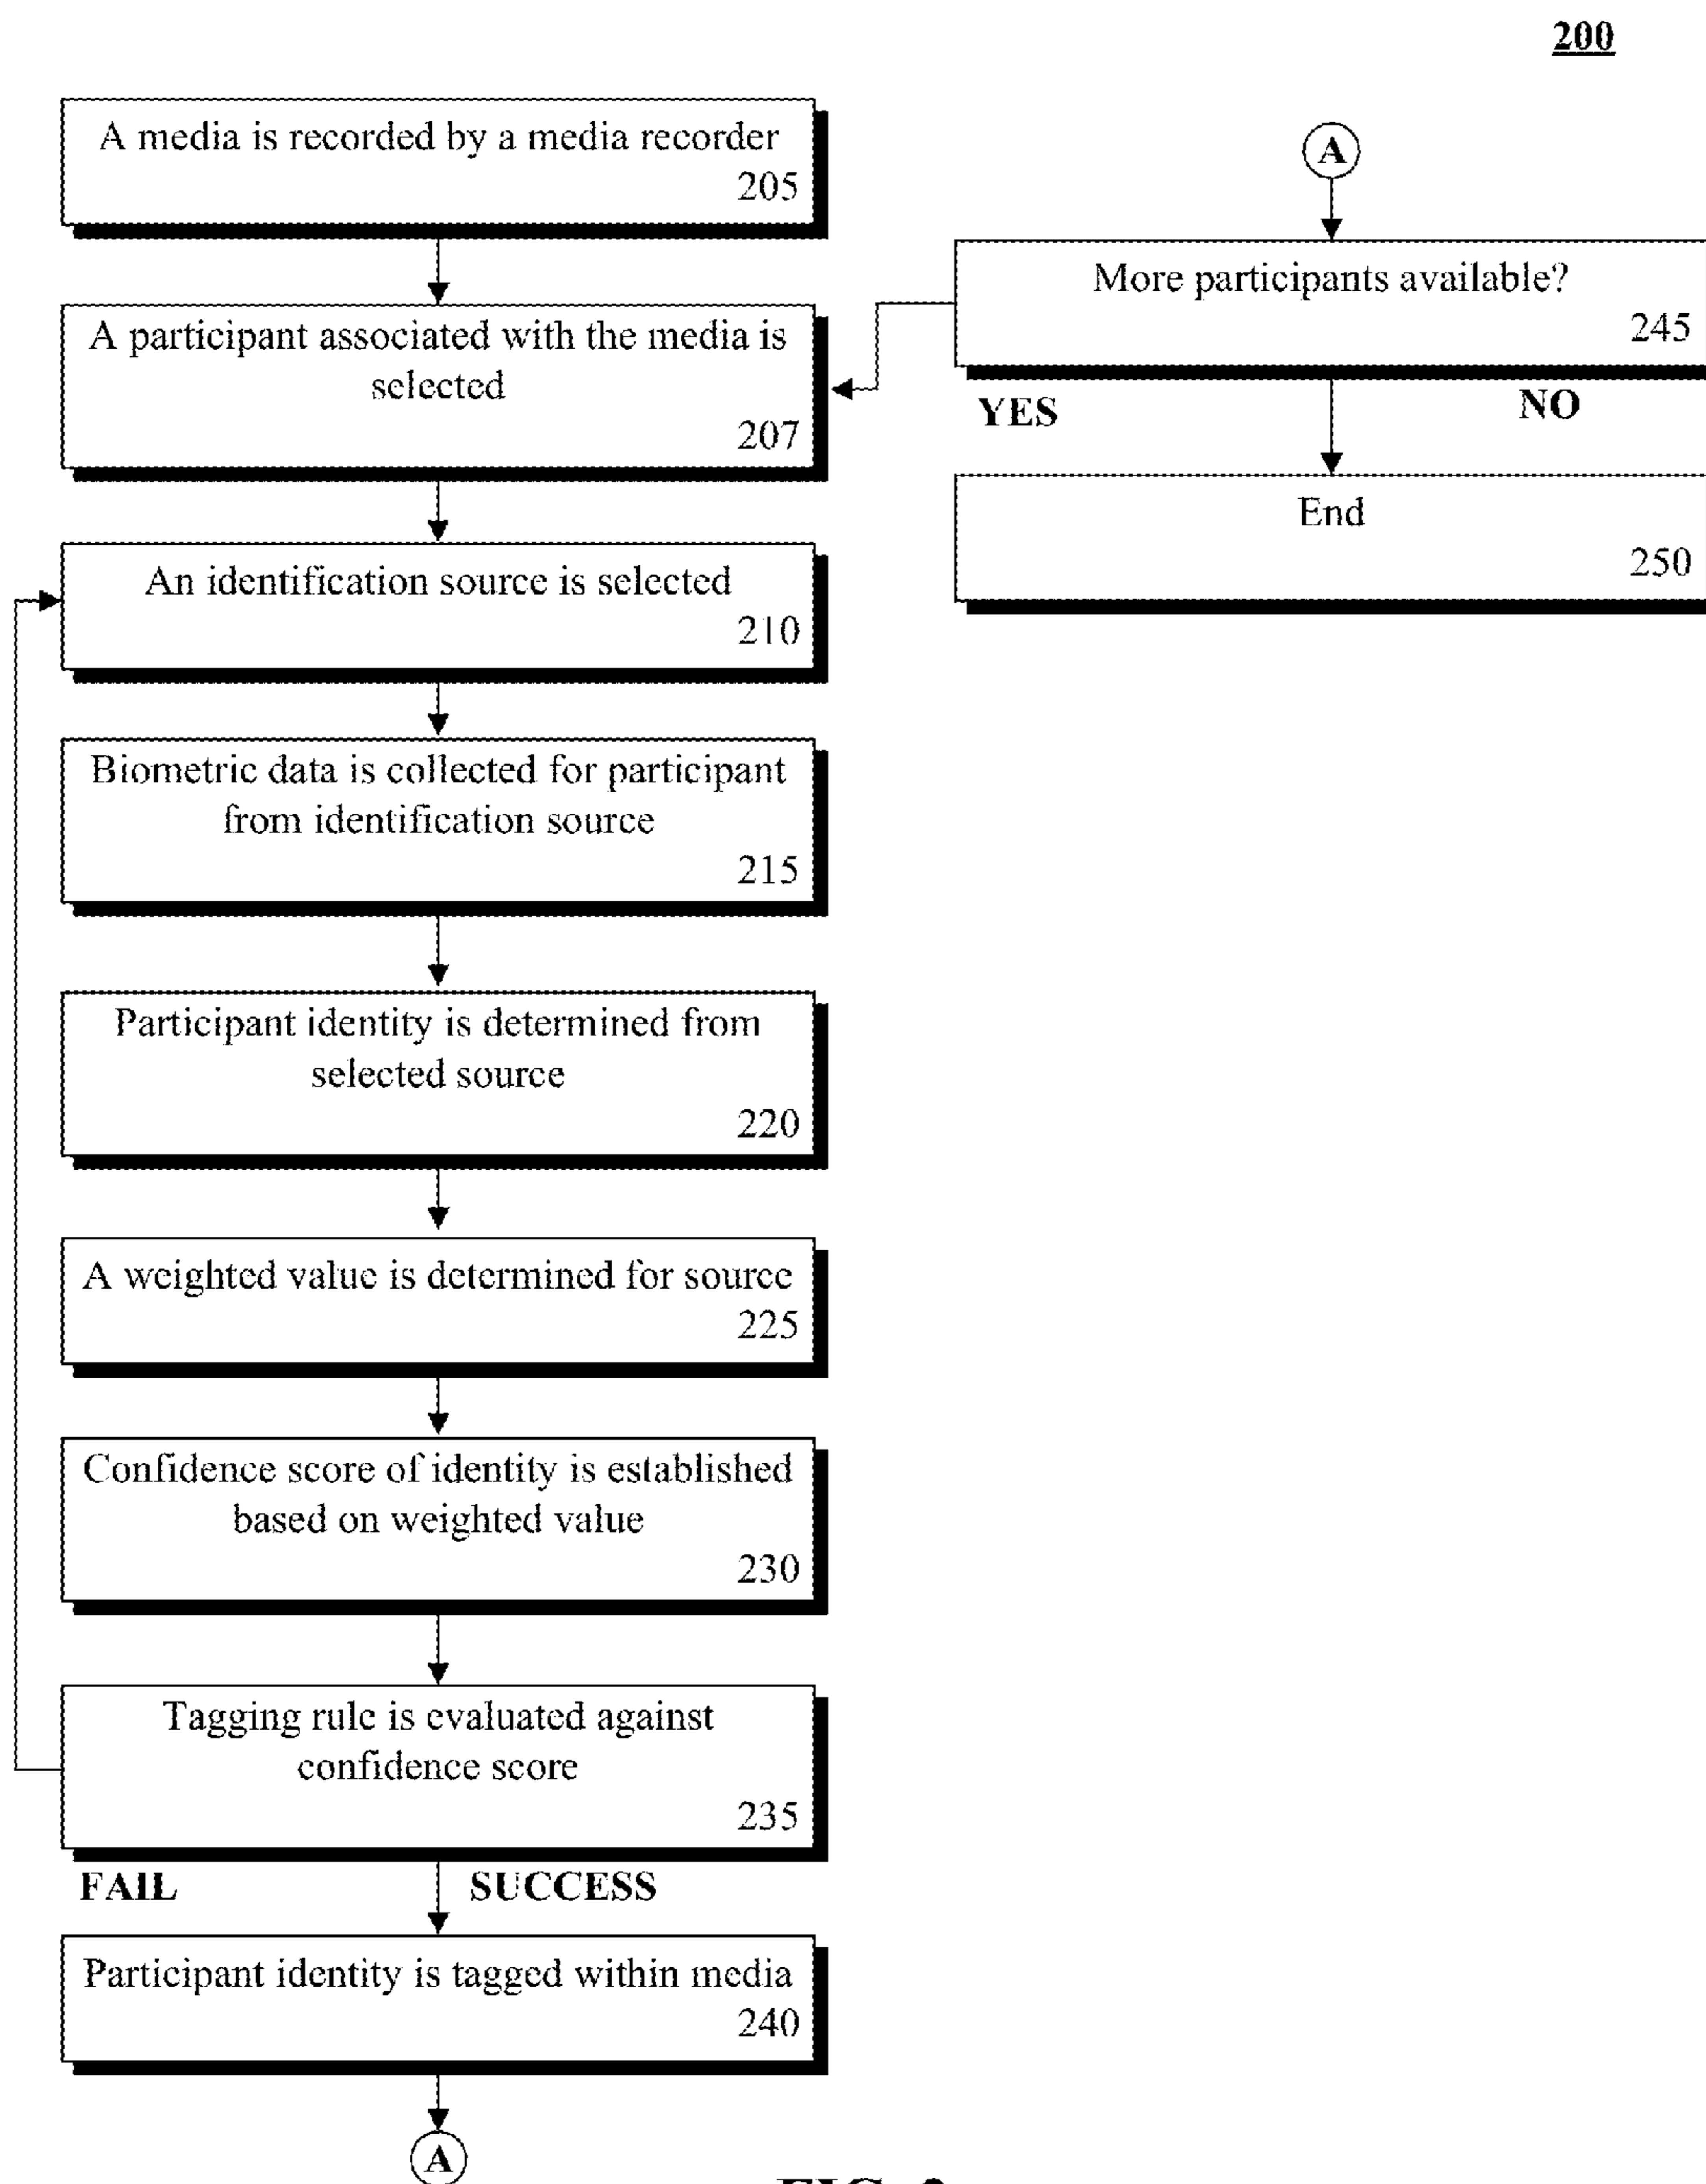 200
A media is recorded by a media recorder
205
A participant associated with the media is
selected
207
An identification source is selected
210
Biometric data is collected for participant
from identification source
215
Participant identity is determined from
selected source
220
A weighted value is determined for source
225
Confidence score of identity is established
based on weighted value
230
Tagging rule is evaluated against
confidence score
235
FAIL SUCCESS
Participant identity is tagged within media
240
A
A
More participants available?
245
YES NO
End
250